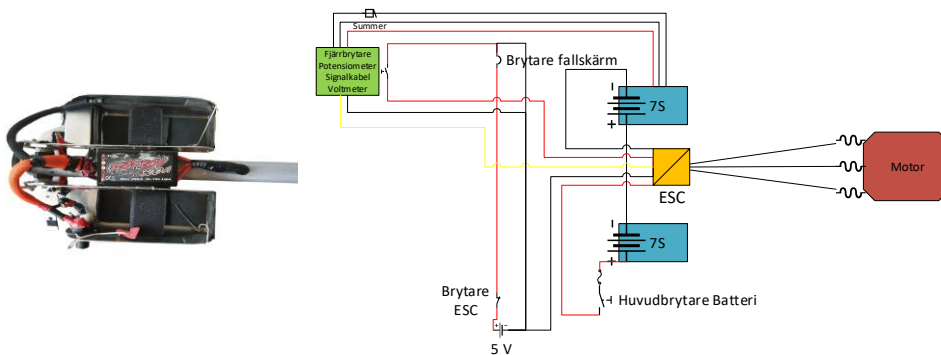 Summer
Fjärrbrytare
Potensiometer
Signalkabel
Voltmeter
Brytare fallskärm
-
7S
+
Motor
ESC
-
7S
+
Brytare
ESC
Huvudbrytare Batteri
+ -
5 V